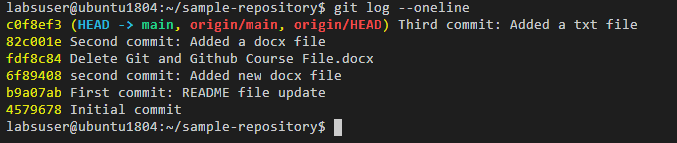 labsuser@ubuntu1804:~/sample-repository$ git log --oneline
c0f8ef3 (HEAD -> main, origin/main, origin/HEAD) Third commit: Added a txt file
82c001e Second commit: Added a docx file
fdf8c84 Delete Git and Github Course File.docx
6f89408 second commit: Added new docx file
b9a07ab First commit: README file update
4579678 Initial commit
labsuser@ubuntu1804:~/sample-repository$